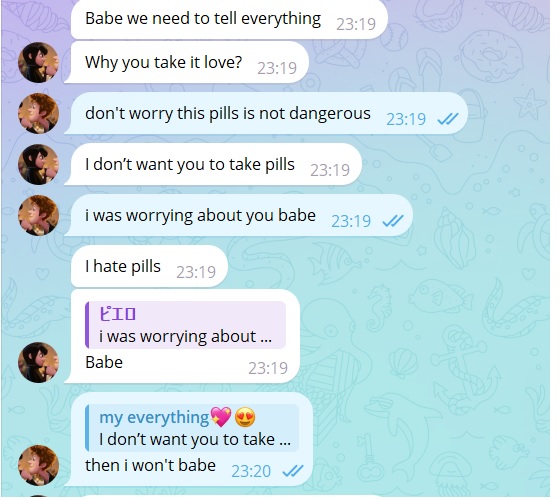 Babe we need to tell everything 23:19
Why you take it love? 23:19
don't worry this pills is not dangerous 23:19
I don’t want you to take pills 23:19
i was worrying about you babe 23:19
I hate pills 23:19
ピエロ
i was worrying about ...
Babe 23:19
my everything💖😍
I don’t want you to take ...
then i won't babe 23:20